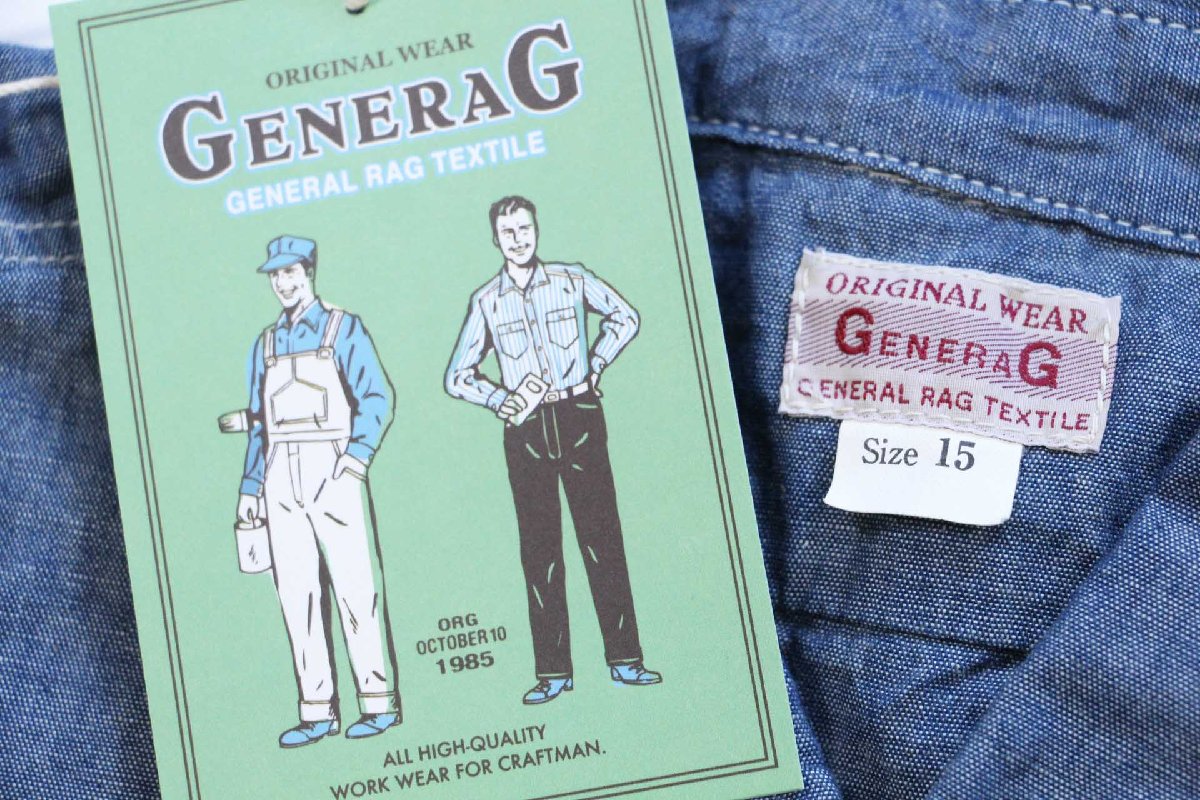 ORIGINAL WEAR
GENERAG
GENERAL RAG TEXTILE
ORG
OCTOBER 10
1985
ALL HIGH-QUALITY
WORK WEAR FOR CRAFTMAN.
ORIGINAL WEAR
GENERAG
GENERAL RAG TEXTILE
Size 15